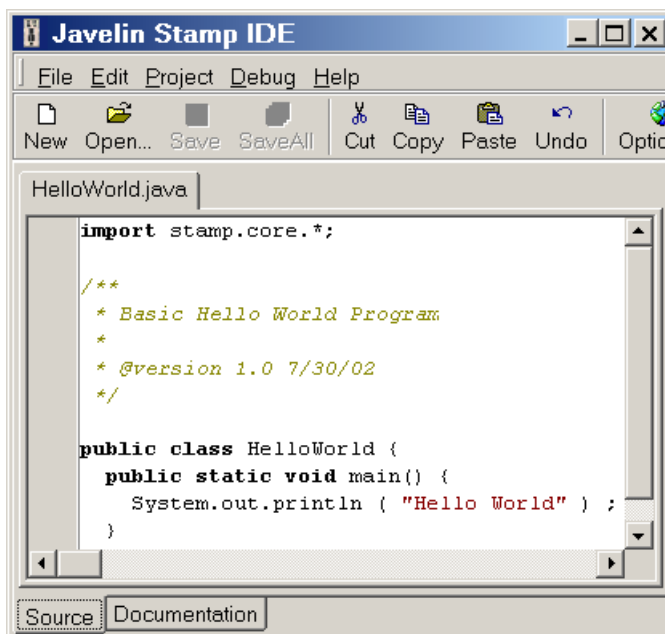 Javelin Stamp IDE
File Edit Project Debug Help
New Open... Save SaveAll Cut Copy Paste Undo
HelloWorld.java
import stamp.core.*;
/**
* Basic Hello World Program
*
* @version 1.0 7/30/02
*/
public class HelloWorld {
public static void main() {
System.out.println ( "Hello World" ) ;
}
Source Documentation